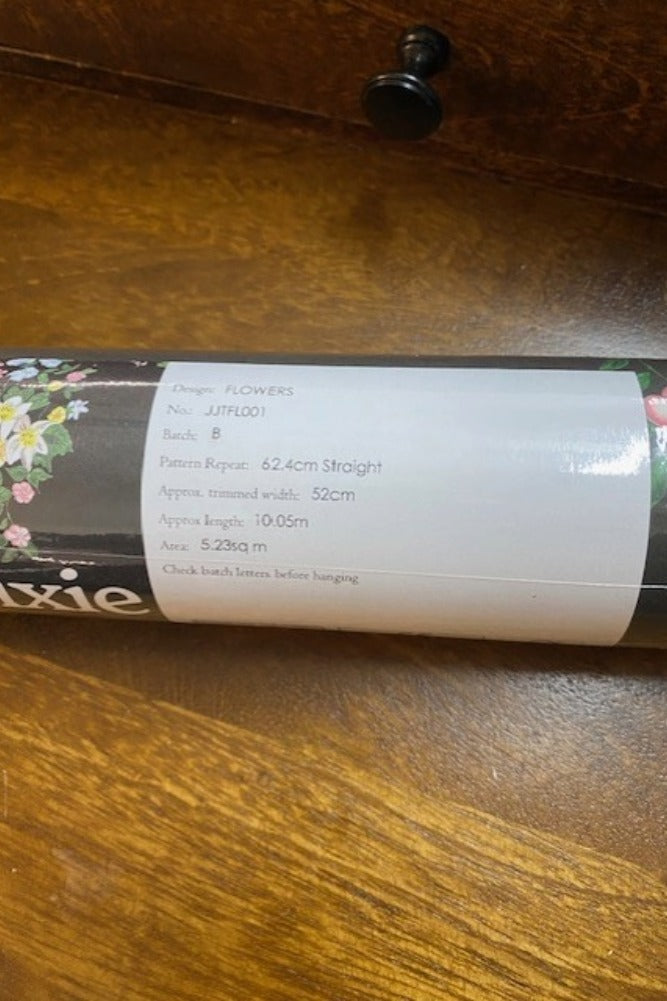 Design: FLOWERS
No.: JJTFL001
Batch: B
Pattern Repeat: 62.4cm Straight
Approx. trimmed width: 52cm
Approx length: 10.05m
Area: 5.23sq m
Check batch letters before hanging
ixie